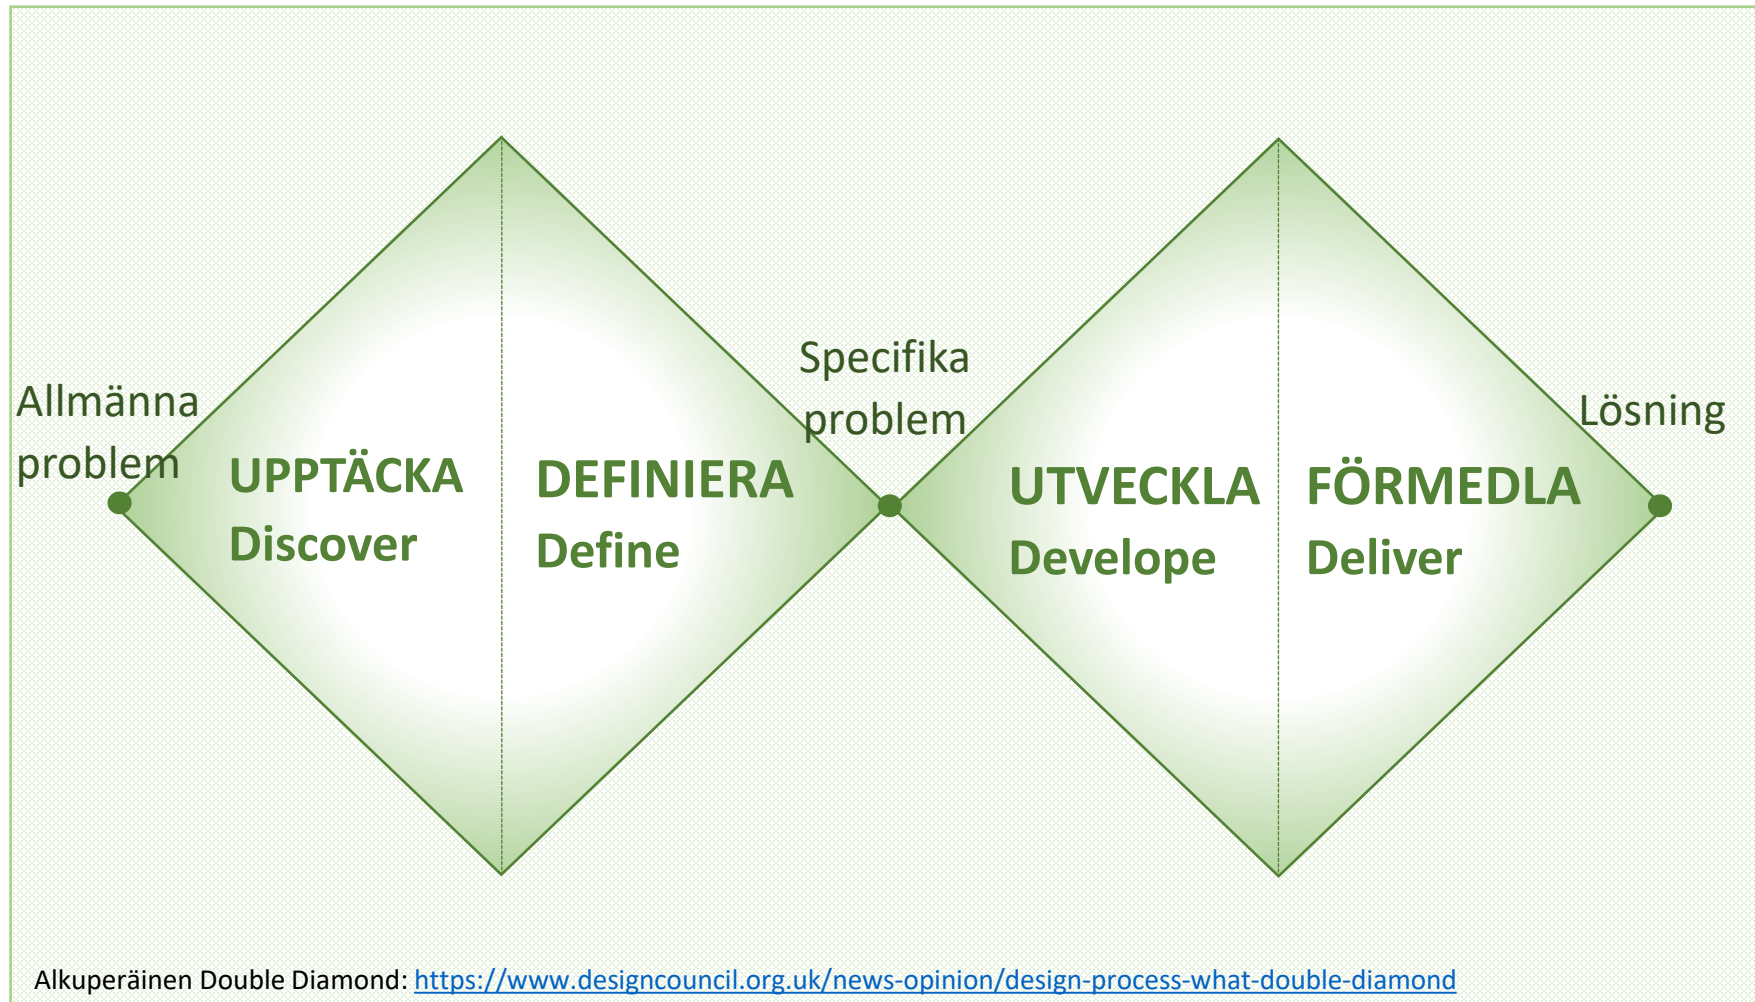 Allmänna
problem
UPPTÄCKA
Discover
DEFINIERA
Define
Specifika
problem
UTVECKLA
Develope
FÖRMEDLA
Deliver
Lösning
Alkuperäinen Double Diamond: https://www.designcouncil.org.uk/news-opinion/design-process-what-double-diamond